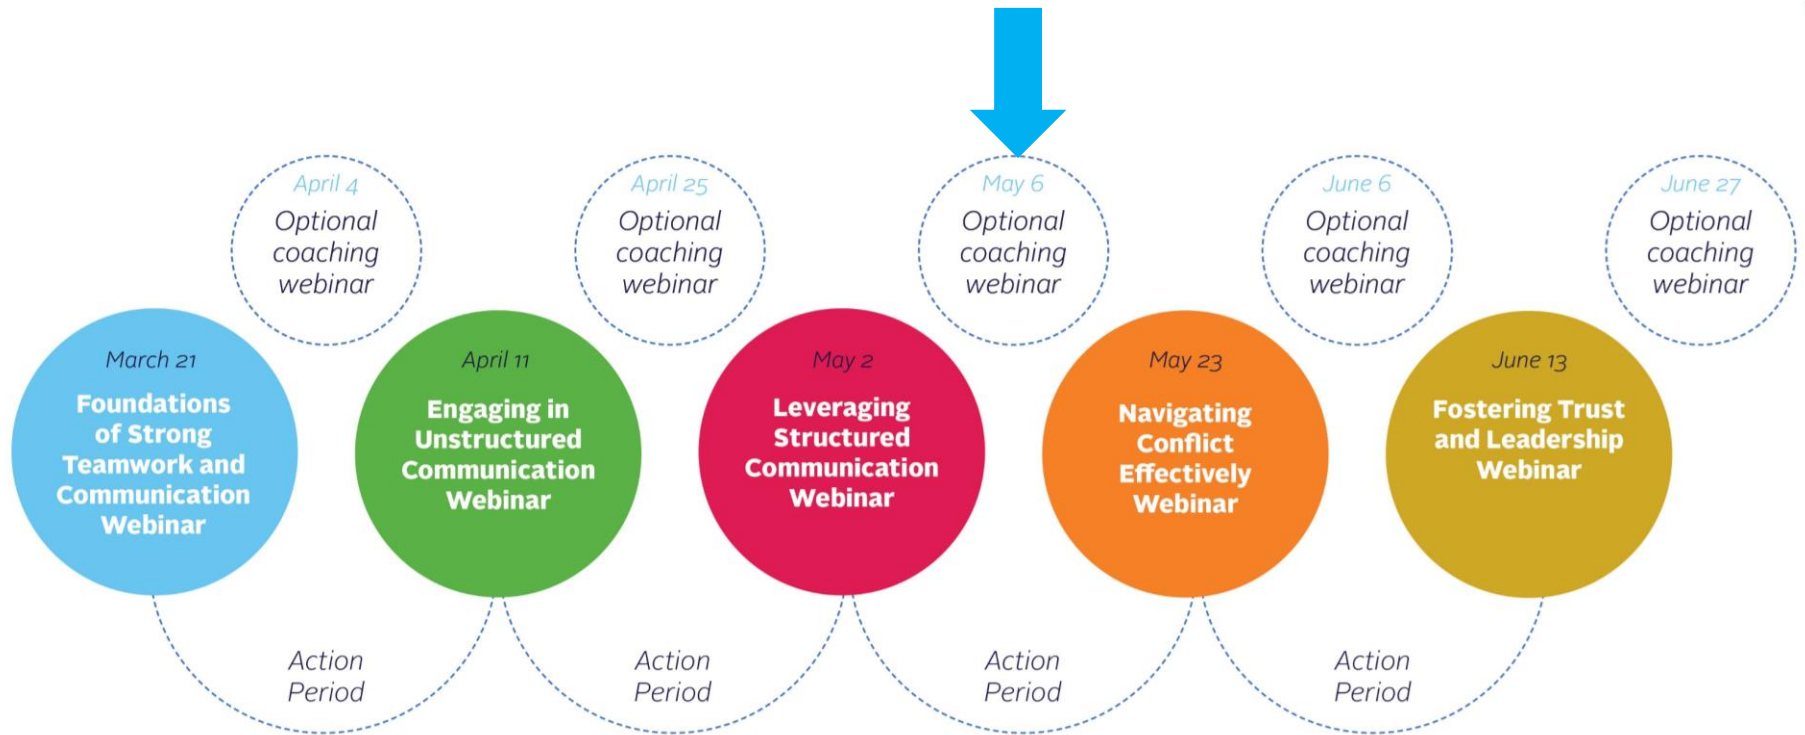 April 4
Optional
coaching
webinar
April 25
Optional
coaching
webinar
May 6
Optional
coaching
webinar
June 6
Optional
coaching
webinar
June 27
Optional
coaching
webinar
March 21
Foundations
of Strong
Teamwork and
Communication
Webinar
April 11
Engaging in
Unstructured
Communication
Webinar
May 2
Leveraging
Structured
Communication
Webinar
May 23
Navigating
Conflict
Effectively
Webinar
June 13
Fostering Trust
and Leadership
Webinar
Action
Period
Action
Period
Action
Period
Action
Period